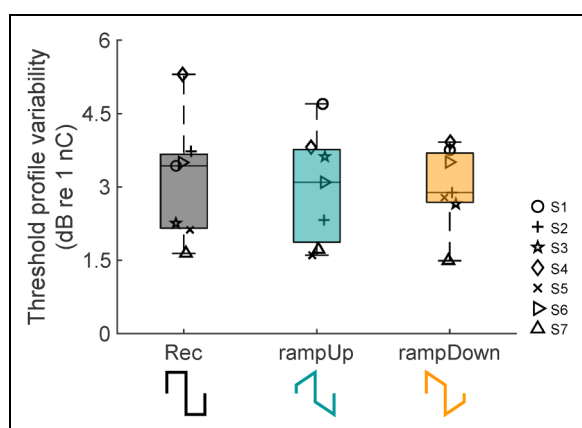 Threshold profile variability
(dB re 1 nC)
6
4.5
3
1.5
0
Rec
rampUp
rampDown
S1
S2
S3
S4
S5
S6
S7